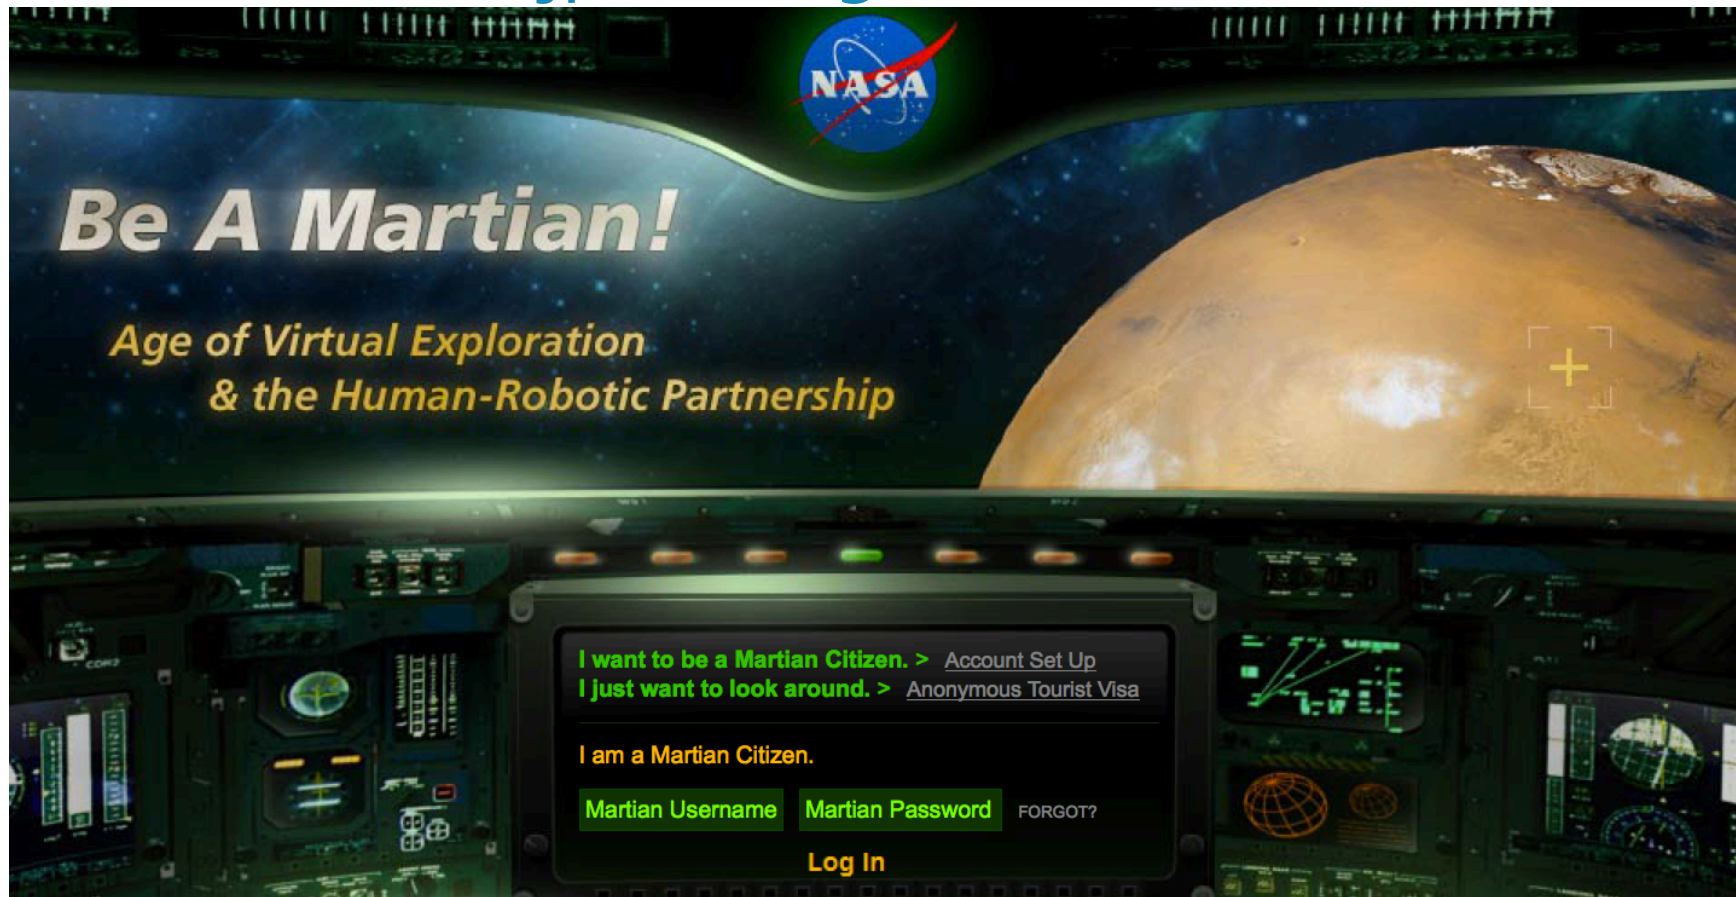 NASA
Be A Martian!
Age of Virtual Exploration
& the Human-Robotic Partnership
I want to be a Martian Citizen. > Account Set Up
I just want to look around. > Anonymous Tourist Visa
I am a Martian Citizen.
Martian Username Martian Password FORGOT?
Log In